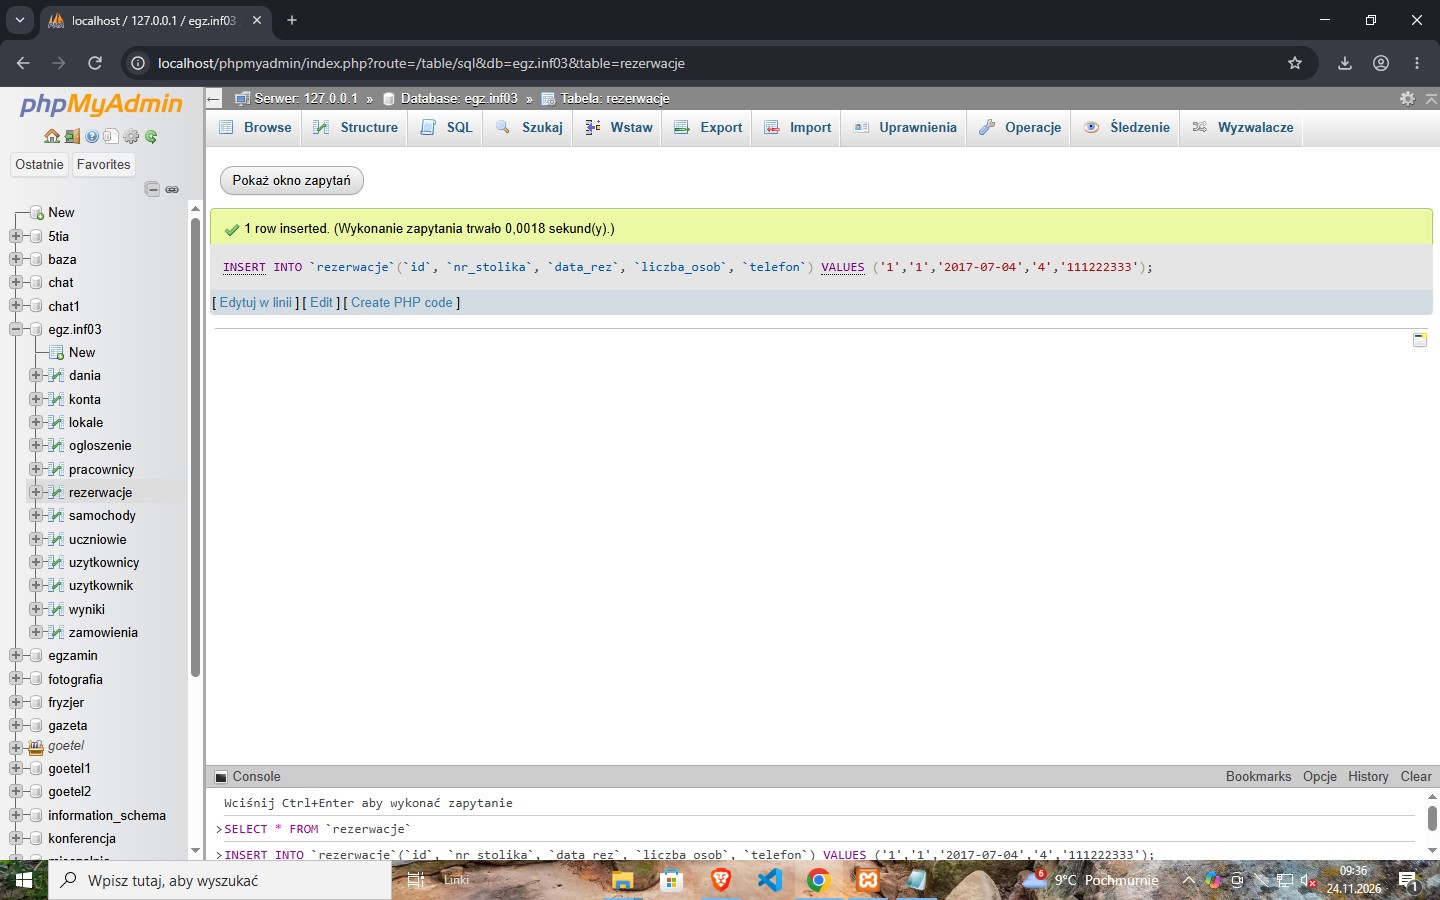 localhost / 127.0.0.1 / egz.inf03
localhost/phpmyadmin/index.php?route=/table/sql&db=egz.inf03&table=rezerwacje
phpMyAdmin
Ostatnie Favorites
New
5tia
baza
chat
chat1
egz.inf03
New
dania
konta
lokale
ogloszenie
pracownicy
rezerwacje
samochody
uczniowie
uzytkownicy
uzytkownik
wyniki
zamowienia
egzamin
fotografia
fryzjer
gazeta
goetel
goetel1
goetel2
information_schema
konferencja
Serwer: 127.0.0.1 » Database: egz.inf03 » Tabela: rezerwacje
Browse Structure SQL Szukaj Wstaw Export Import Uprawnienia Operacje Śledzenie Wyzwalacze
Pokaż okno zapytań
1 row inserted. (Wykonanie zapytania trwało 0,0018 sekund(y).)
INSERT INTO `rezerwacje`(`id`, `nr_stolika`, `data_rez`, `liczba_osob`, `telefon`) VALUES ('1','1','2017-07-04','4','111222333');
[ Edytuj w linii ] [ Edit ] [ Create PHP code ]
Console Bookmarks Opcje History Clear
Wciśnij Ctrl+Enter aby wykonać zapytanie
>SELECT * FROM `rezerwacje`
>INSERT INTO `rezerwacje`(`id`, `nr_stolika`, `data_rez`, `liczba_osob`, `telefon`) VALUES ('1','1','2017-07-04','4','111222333');
Wpisz tutaj, aby wyszukać
Linki
6
9°C Pochmurnie
09:36
24.11.2026
1